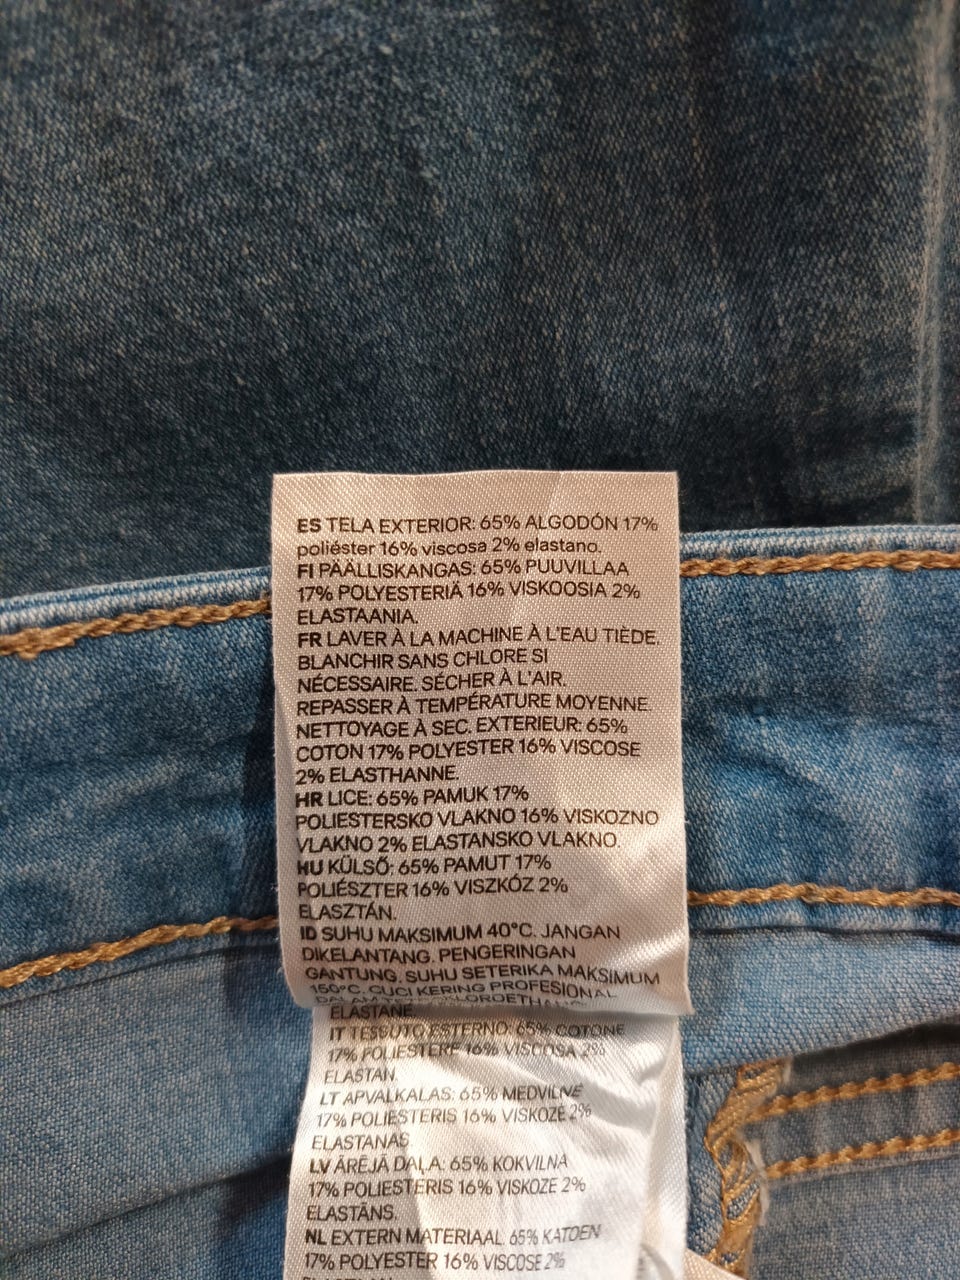 ES TELA EXTERIOR: 65% ALGODÓN 17%
poliéster 16% viscosa 2% elastano.
FI PÄÄLLISKANGAS: 65% PUUVILLAA
17% POLYESTERIÄ 16% VISKOOSIA 2%
ELASTAANIA.
FR LAVER À LA MACHINE À L'EAU TIÈDE.
BLANCHIR SANS CHLORE SI
NÉCESSAIRE. SÉCHER À L'AIR.
REPASSER À TEMPÉRATURE MOYENNE.
NETTOYAGE À SEC. EXTERIEUR: 65%
COTON 17% POLYESTER 16% VISCOSE
2% ELASTHANNE.
HR LICE: 65% PAMUK 17%
POLIESTERSKO VLAKNO 16% VISKOZNO
VLAKNO 2% ELASTANSKO VLAKNO.
HU KÜLSŐ: 65% PAMUT 17%
POLIÉSZTER 16% VISZKÓZ 2%
ELASZTÁN.
ID SUHU MAKSIMUM 40°C. JANGAN
DIKELANTANG. PENGERINGAN
GANTUNG. SUHU SETERIKA MAKSIMUM
150°C. CUCI KERING PROFESIONAL
DALAM
ELASTANE.
IT TESSUTO ESTERNO: 65% COTONE
17% POLIESTERE 16% VISCOSA 2%
ELASTAN.
LT APVALKALAS: 65% MEDVILNĖ
17% POLIESTERIS 16% VISKOZĖ 2%
ELASTANAS.
LV ĀRĒJĀ DAĻA: 65% KOKVILNA
17% POLIESTERIS 16% VISKOZE 2%
ELASTĀNS.
NL EXTERN MATERIAAL: 65% KATOEN
17% POLYESTER 16% VISCOSE 2%